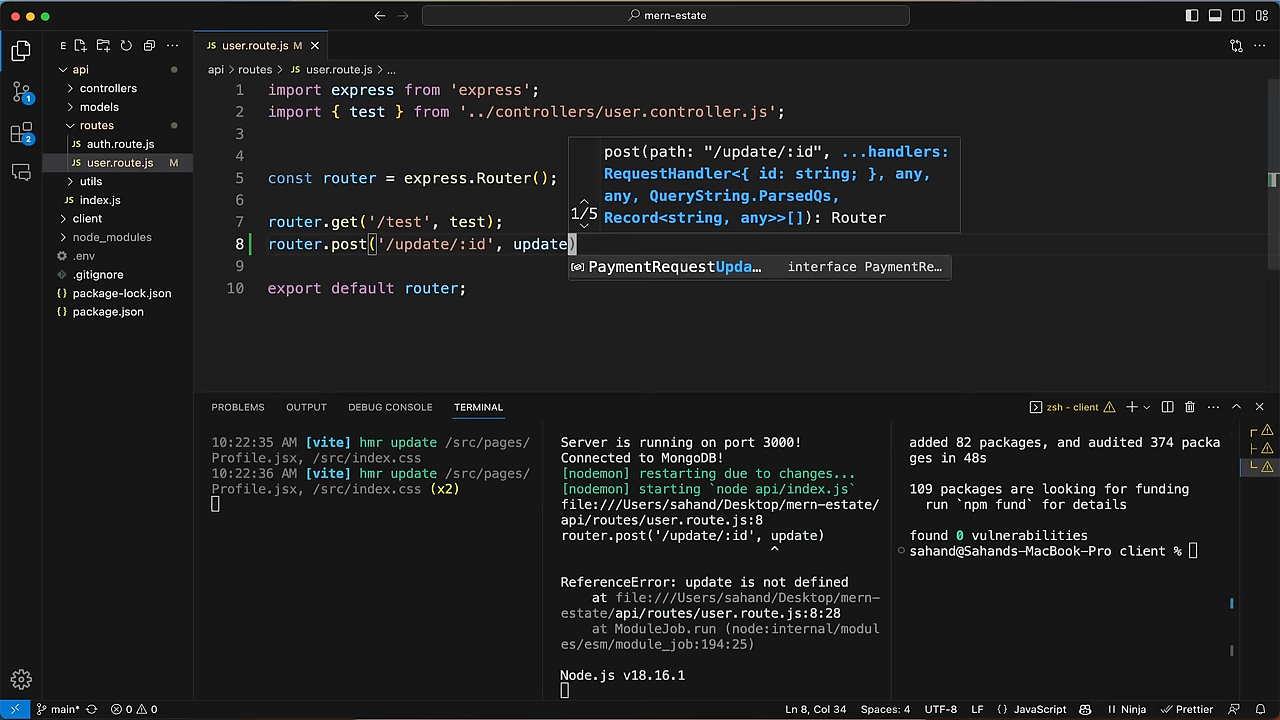 mern-estate
E
JS user.route.js M
api > routes > JS user.route.js > ...
api
controllers
models
routes
JS auth.route.js
JS user.route.js M
utils
JS index.js
client
node_modules
.env
.gitignore
{} package-lock.json
{} package.json
1
2
1 import express from 'express';
2 import { test } from '../controllers/user.controller.js';
3
4
5 const router = express.Router();
6
7 router.get('/test', test);
8 router.post('/update/:id', update)
9
10 export default router;
1/5
post(path: "/update/:id", ...handlers:
RequestHandler<{ id: string; }, any,
any, QueryString.ParsedQs,
Record<string, any>>[]): Router
PaymentRequestUpda… interface PaymentRe…
PROBLEMS OUTPUT DEBUG CONSOLE TERMINAL
zsh - client
10:22:35 AM [vite] hmr update /src/pages/
Profile.jsx, /src/index.css
10:22:36 AM [vite] hmr update /src/pages/
Profile.jsx, /src/index.css (x2)
Server is running on port 3000!
Connected to MongoDB!
[nodemon] restarting due to changes...
[nodemon] starting `node api/index.js`
file:///Users/sahand/Desktop/mern-estate/
api/routes/user.route.js:8
router.post('/update/:id', update)
^
ReferenceError: update is not defined
at file:///Users/sahand/Desktop/mern-
estate/api/routes/user.route.js:8:28
at ModuleJob.run (node:internal/modul
es/esm/module_job:194:25)
Node.js v18.16.1
added 82 packages, and audited 374 packa
ges in 48s
109 packages are looking for funding
run `npm fund` for details
found 0 vulnerabilities
sahand@Sahands-MacBook-Pro client %
main* 0 0
Ln 8, Col 34 Spaces: 4 UTF-8 LF {} JavaScript Ninja Prettier